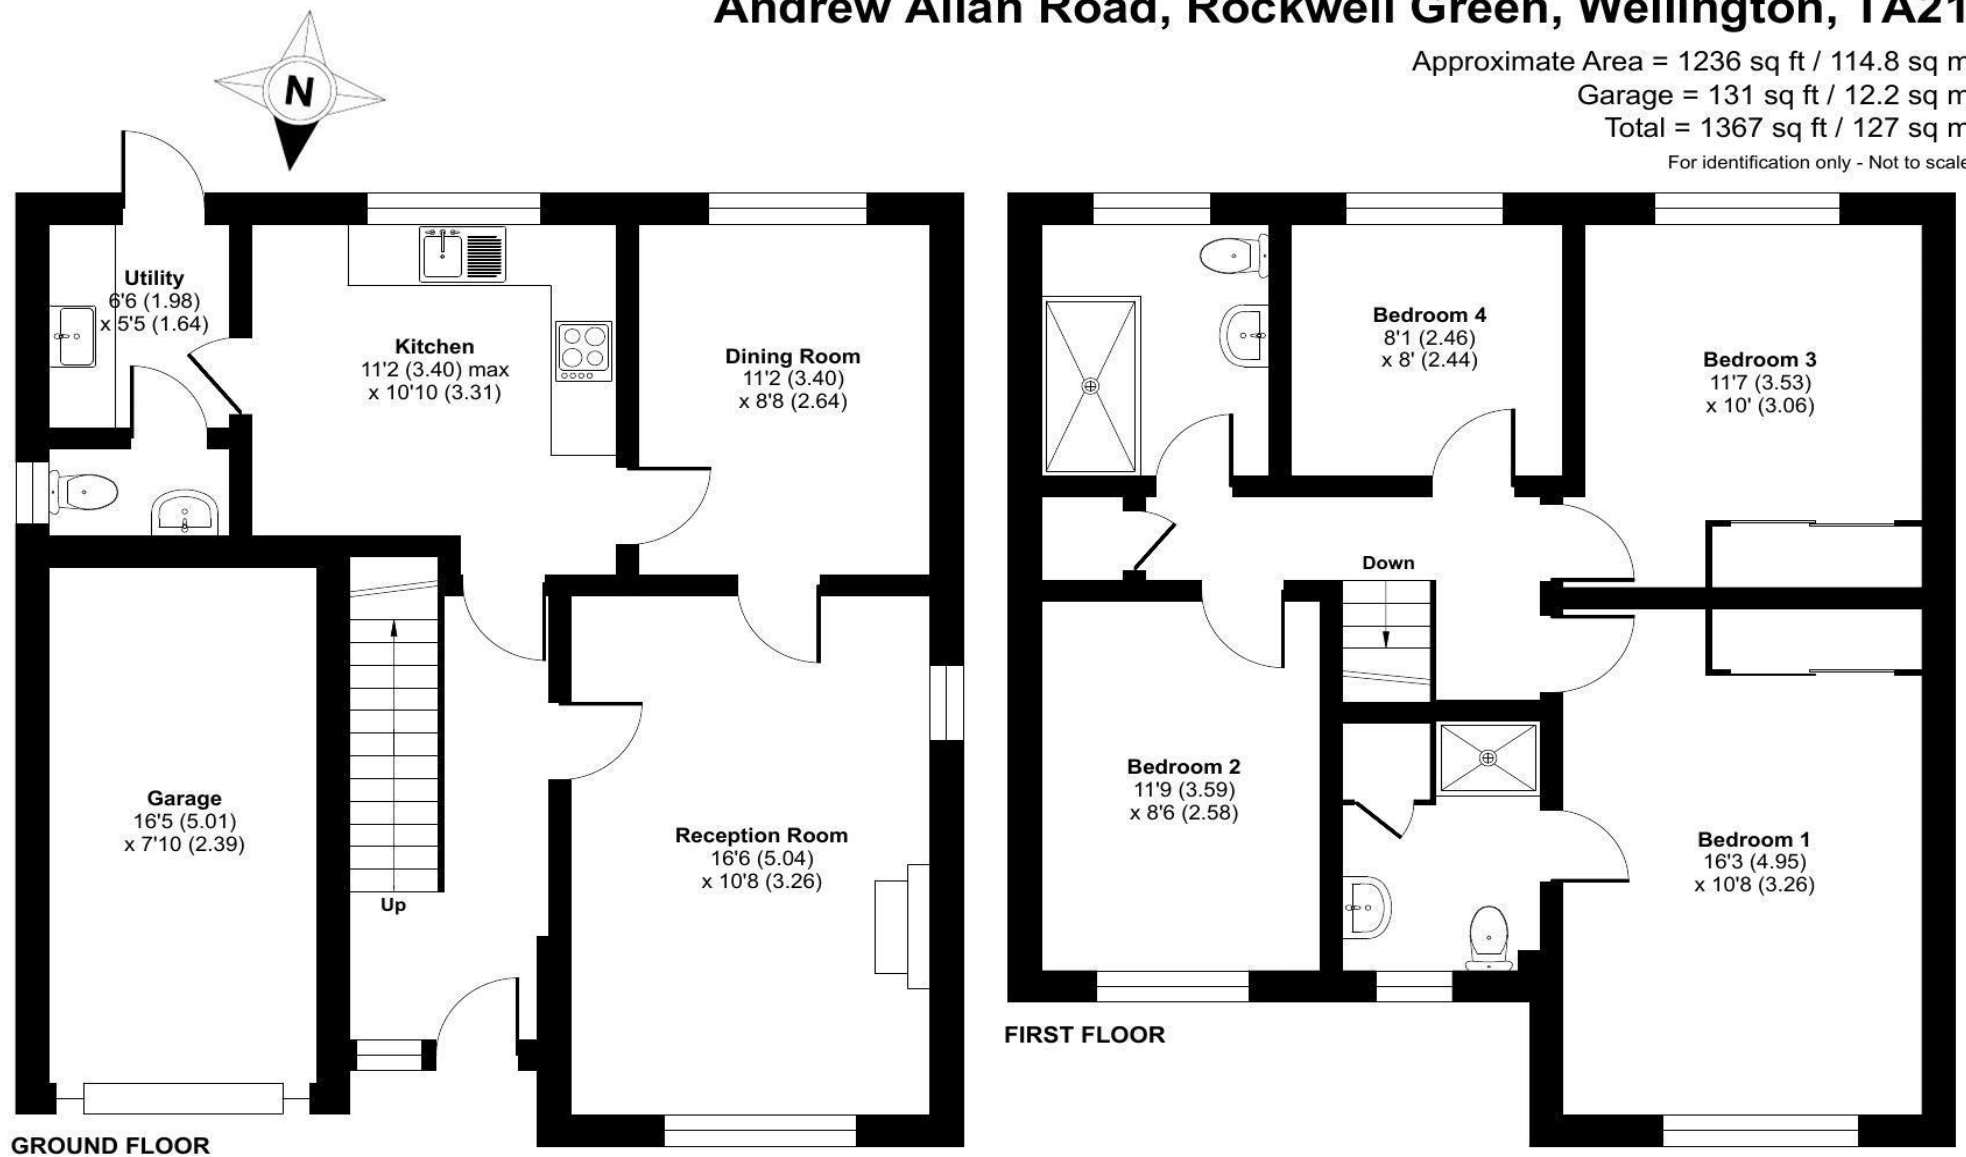 Andrew Allan Road, Rockwell Green, Wellington, TA21
Approximate Area = 1236 sq ft / 114.8 sq m
Garage = 131 sq ft / 12.2 sq m
Total = 1367 sq ft / 127 sq m
For identification only - Not to scale
N
Utility
6'6 (1.98)
x 5'5 (1.64)
Kitchen
11'2 (3.40) max
x 10'10 (3.31)
Dining Room
11'2 (3.40)
x 8'8 (2.64)
Garage
16'5 (5.01)
x 7'10 (2.39)
Up
Reception Room
16'6 (5.04)
x 10'8 (3.26)
GROUND FLOOR
Bedroom 4
8'1 (2.46)
x 8' (2.44)
Bedroom 3
11'7 (3.53)
x 10' (3.06)
Down
Bedroom 2
11'9 (3.59)
x 8'6 (2.58)
Bedroom 1
16'3 (4.95)
x 10'8 (3.26)
FIRST FLOOR